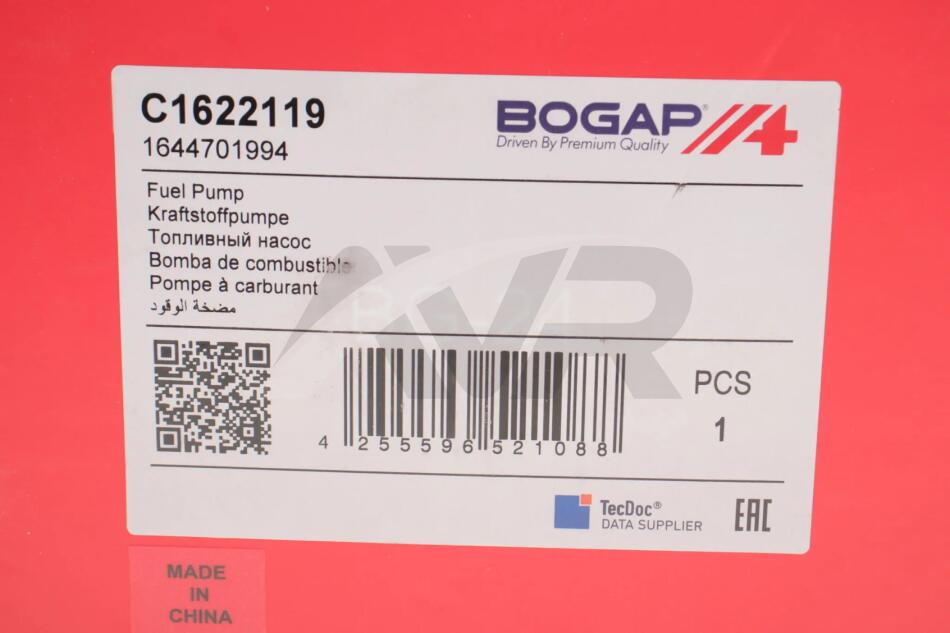 C1622119
1644701994
BOGAP®
Driven By Premium Quality
Fuel Pump
Kraftstoffpumpe
Топливный насос
Bomba de combustible
Pompe à carburant
مضخة الوقود
AVR
PCS
1
4 255596 521088
TecDoc®
DATA SUPPLIER
EAC
MADE
IN
CHINA